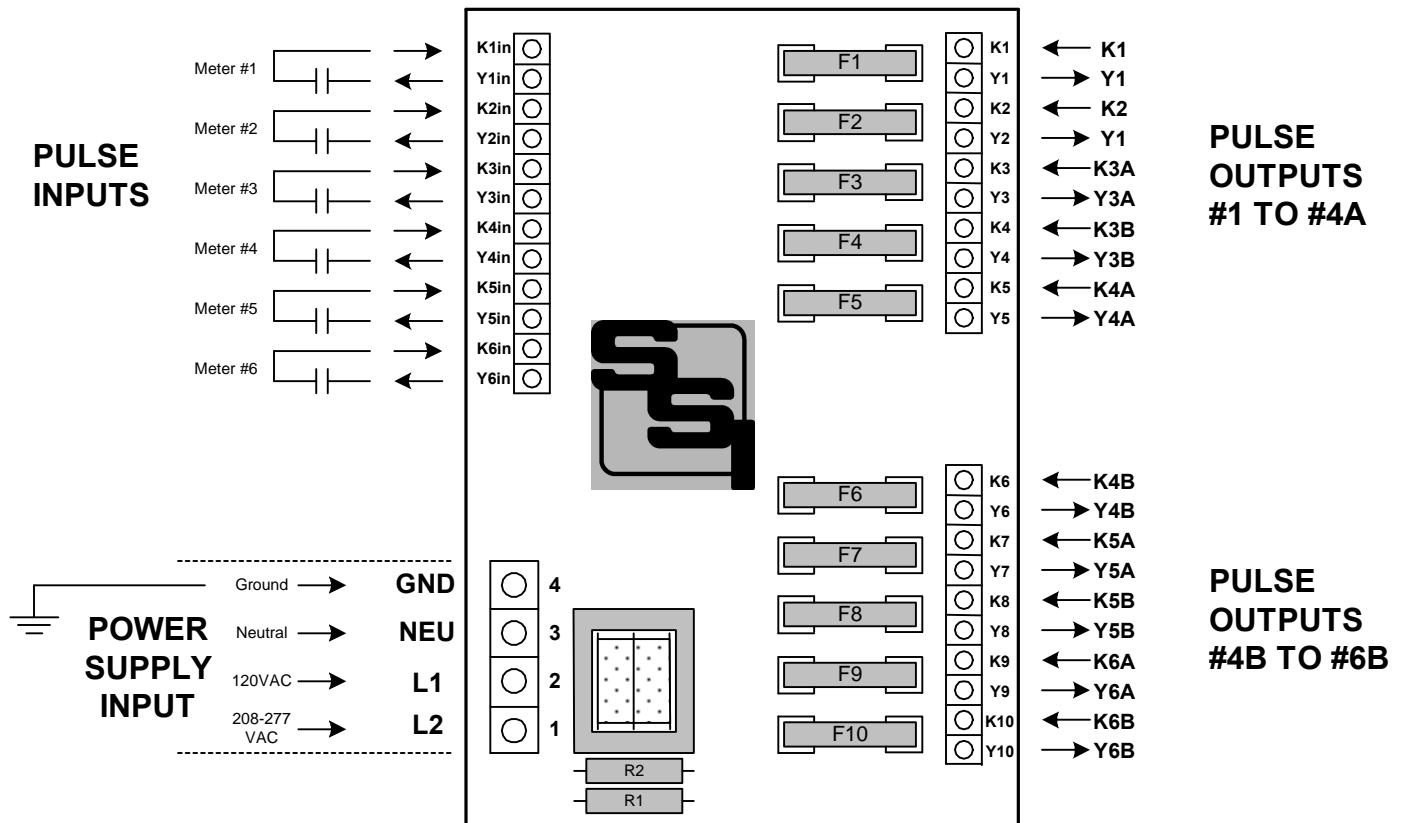 PULSE
INPUTS
Meter #1
Meter #2
Meter #3
Meter #4
Meter #5
Meter #6
K1in
Y1in
K2in
Y2in
K3in
Y3in
K4in
Y4in
K5in
Y5in
K6in
Y6in
SSI
F1
F2
F3
F4
F5
K1 K1
Y1 Y1
K2 K2
Y2 Y1
K3 K3A
Y3 Y3A
K4 K3B
Y4 Y3B
K5 K4A
Y5 Y4A
PULSE
OUTPUTS
#1 TO #4A
F6
F7
F8
F9
F10
K6 K4B
Y6 Y4B
K7 K5A
Y7 Y5A
K8 K5B
Y8 Y5B
K9 K6A
Y9 Y6A
K10 K6B
Y10 Y6B
PULSE
OUTPUTS
#4B TO #6B
POWER
SUPPLY
INPUT
Ground GND 4
Neutral NEU 3
120VAC L1 2
208-277
VAC L2 1
R2
R1